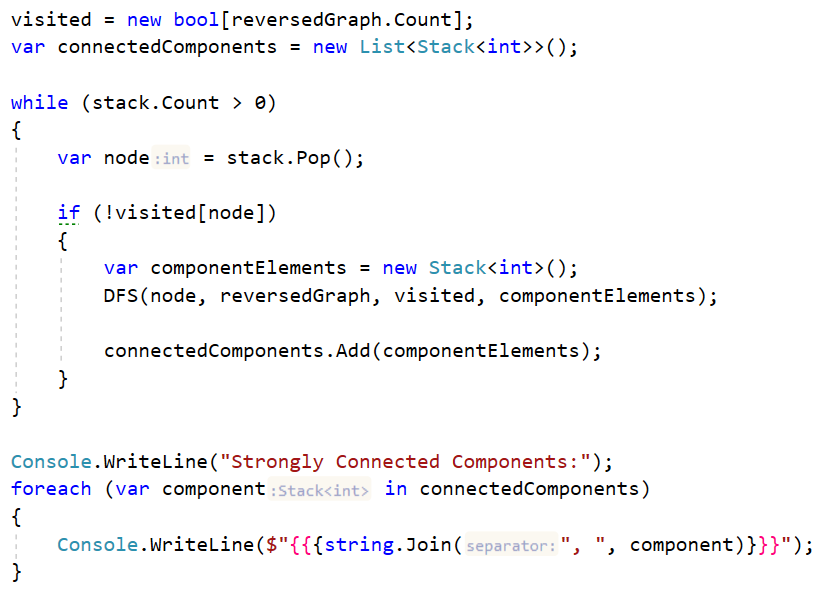 visited = new bool[reversedGraph.Count];
var connectedComponents = new List<Stack<int>>();
while (stack.Count > 0)
{
var node :int = stack.Pop();
if (!visited[node])
{
var componentElements = new Stack<int>();
DFS(node, reversedGraph, visited, componentElements);
connectedComponents.Add(componentElements);
}
}
Console.WriteLine("Strongly Connected Components:");
foreach (var component :Stack<int> in connectedComponents)
{
Console.WriteLine($"{{{string.Join( separator: ", ", component)}}}");
}